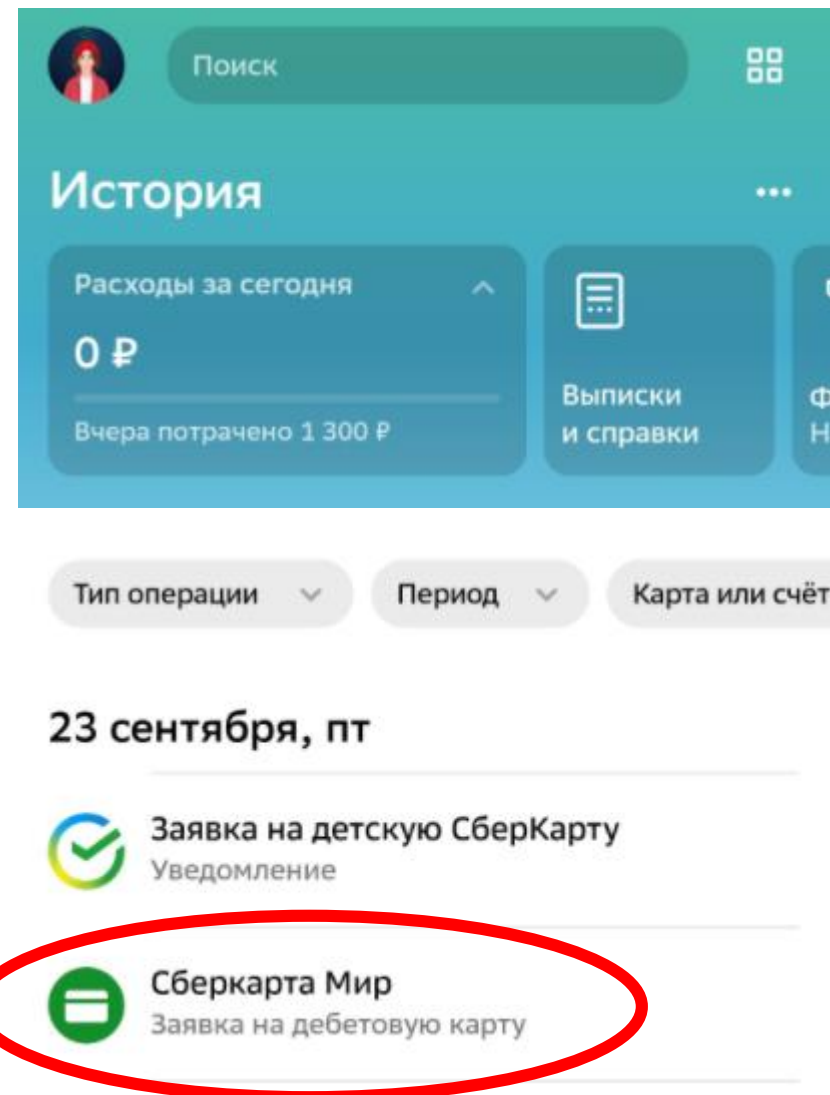 Поиск
История
Расходы за сегодня
0 ₽
Вчера потрачено 1 300 ₽
Выписки
и справки
Тип операции
Период
Карта или счёт
23 сентября, пт
Заявка на детскую СберКарту
Уведомление
Сберкарта Мир
Заявка на дебетовую карту